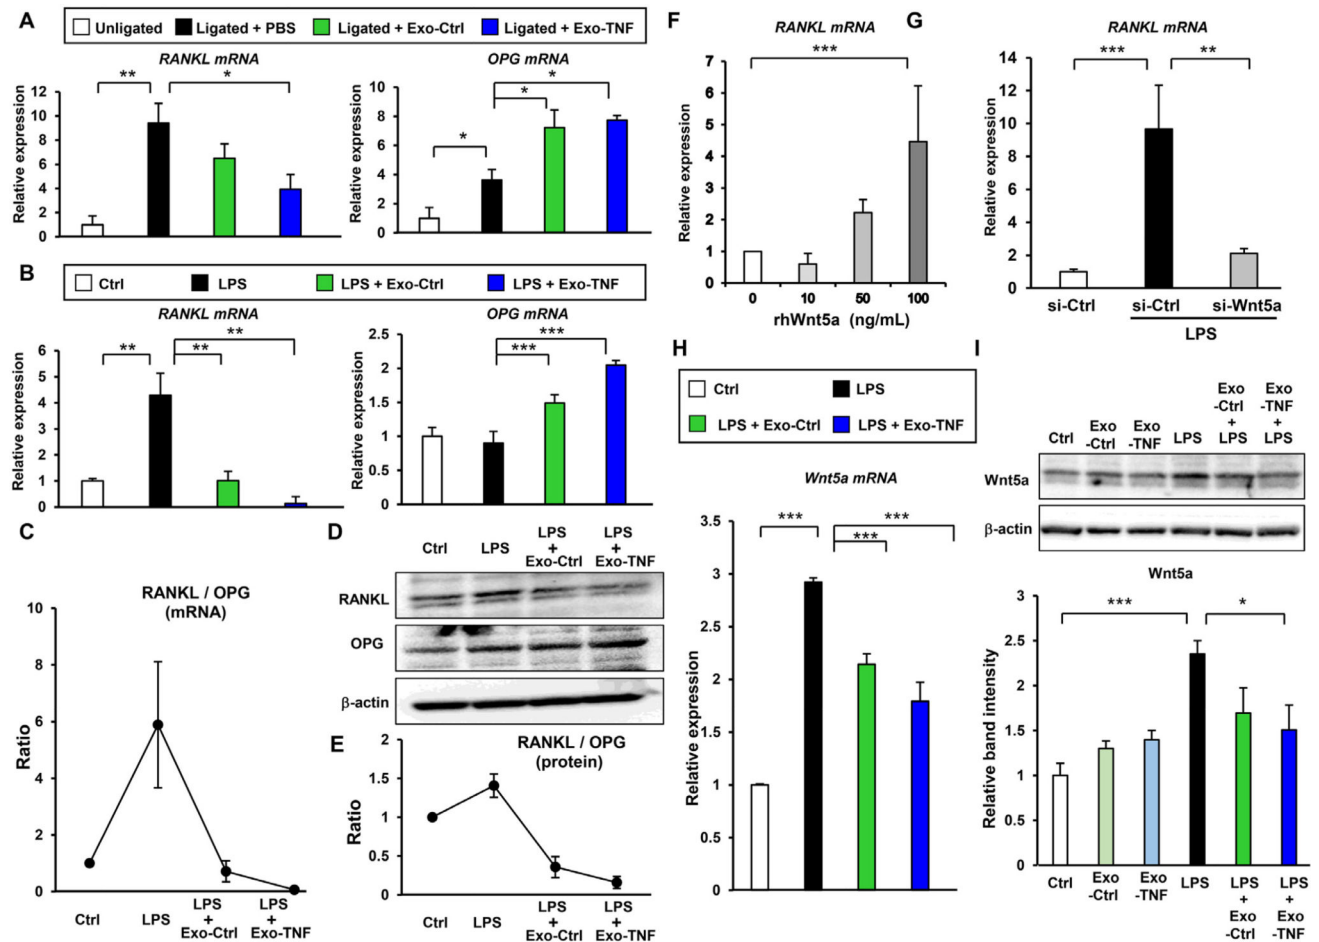 A
Unligated
Ligated + PBS
Ligated + Exo-Ctrl
Ligated + Exo-TNF
RANKL mRNA
**
*
Relative expression
12
10
8
6
4
2
0
OPG mRNA
*
*
*
Relative expression
10
8
6
4
2
0
B
Ctrl
LPS
LPS + Exo-Ctrl
LPS + Exo-TNF
RANKL mRNA
**
**
**
Relative expression
6
5
4
3
2
1
0
OPG mRNA
***
***
Relative expression
2.5
2
1.5
1
0.5
0
C
RANKL / OPG
(mRNA)
Ratio
10
8
6
4
2
0
Ctrl
LPS
LPS
+
Exo-Ctrl
LPS
+
Exo-TNF
D
Ctrl
LPS
LPS
+
Exo-Ctrl
LPS
+
Exo-TNF
RANKL
OPG
β-actin
E
RANKL / OPG
(protein)
Ratio
2
1.5
1
0.5
0
Ctrl
LPS
LPS
+
Exo-Ctrl
LPS
+
Exo-TNF
F
RANKL mRNA
***
Relative expression
7
6
5
4
3
2
1
0
0
10
50
100
rhWnt5a (ng/mL)
G
RANKL mRNA
***
**
Relative expression
14
12
10
8
6
4
2
0
si-Ctrl
si-Ctrl
si-Wnt5a
LPS
H
Ctrl
LPS
LPS + Exo-Ctrl
LPS + Exo-TNF
Wnt5a mRNA
***
***
***
Relative expression
3.5
3
2.5
2
1.5
1
0.5
0
I
Ctrl
Exo
-Ctrl
Exo
-TNF
LPS
Exo
-Ctrl
+
LPS
Exo
-TNF
+
LPS
Wnt5a
β-actin
Wnt5a
***
*
Relative band intensity
3
2.5
2
1.5
1
0.5
0
Ctrl
Exo
-Ctrl
Exo
-TNF
LPS
LPS
+
Exo
-Ctrl
LPS
+
Exo
-TNF